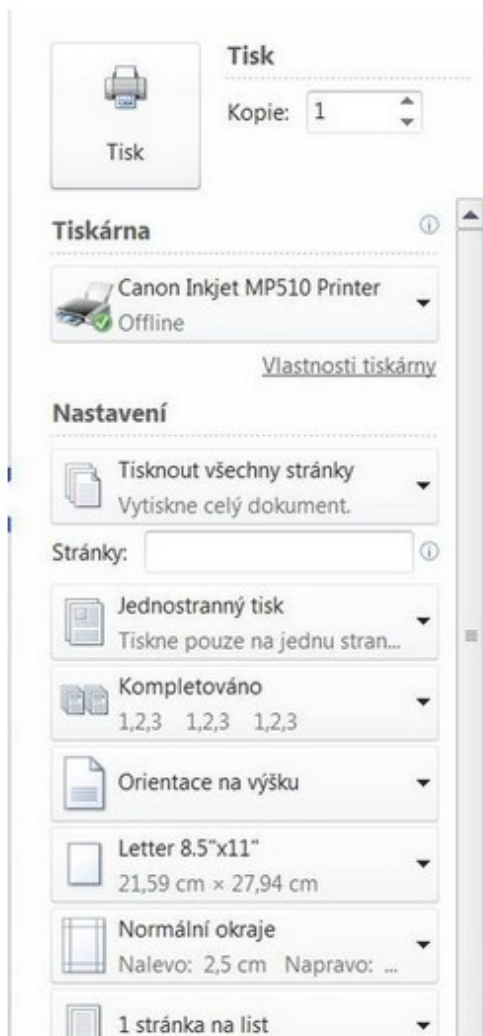 Tisk
Kopie: 1
Tisk
Tiskárna
Canon Inkjet MP510 Printer
Offline
Vlastnosti tiskárny
Nastavení
Tisknout všechny stránky
Vytiskne celý dokument.
Stránky:
Jednostranný tisk
Tiskne pouze na jednu stran...
Kompletováno
1,2,3 1,2,3 1,2,3
Orientace na výšku
Letter 8.5"x11"
21,59 cm × 27,94 cm
Normální okraje
Nalevo: 2,5 cm Napravo: ...
1 stránka na list